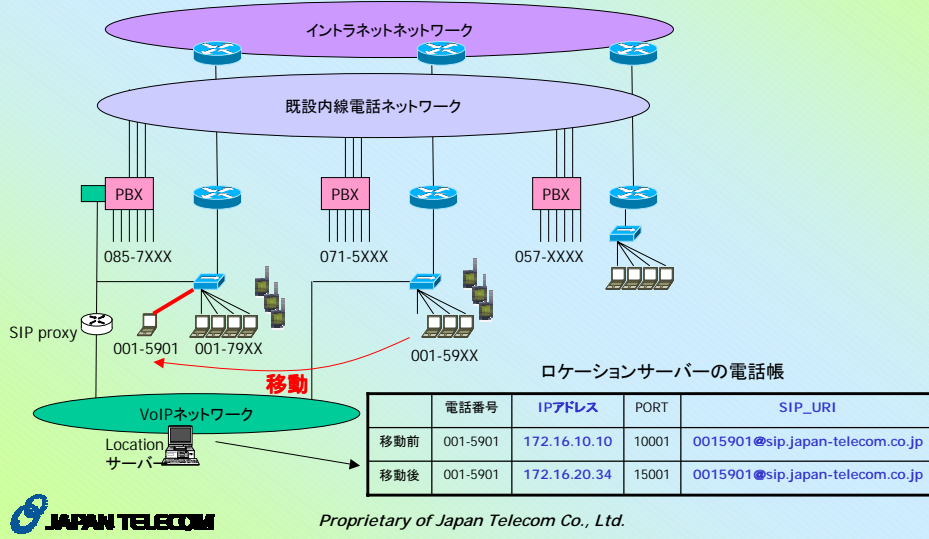 イントラネットネットワーク
既設内線電話ネットワーク
PBX
PBX
PBX
085-7XXX
071-5XXX
057-XXXX
SIP proxy
001-5901
001-79XX
001-59XX
移動
VoIPネットワーク
Location
サーバー
ロケーションサーバーの電話帳
電話番号 IPアドレス PORT SIP_URI
移動前 001-5901 172.16.10.10 10001 0015901@sip.japan-telecom.co.jp
移動後 001-5901 172.16.20.34 15001 0015901@sip.japan-telecom.co.jp
JAPAN TELECOM
Proprietary of Japan Telecom Co., Ltd.